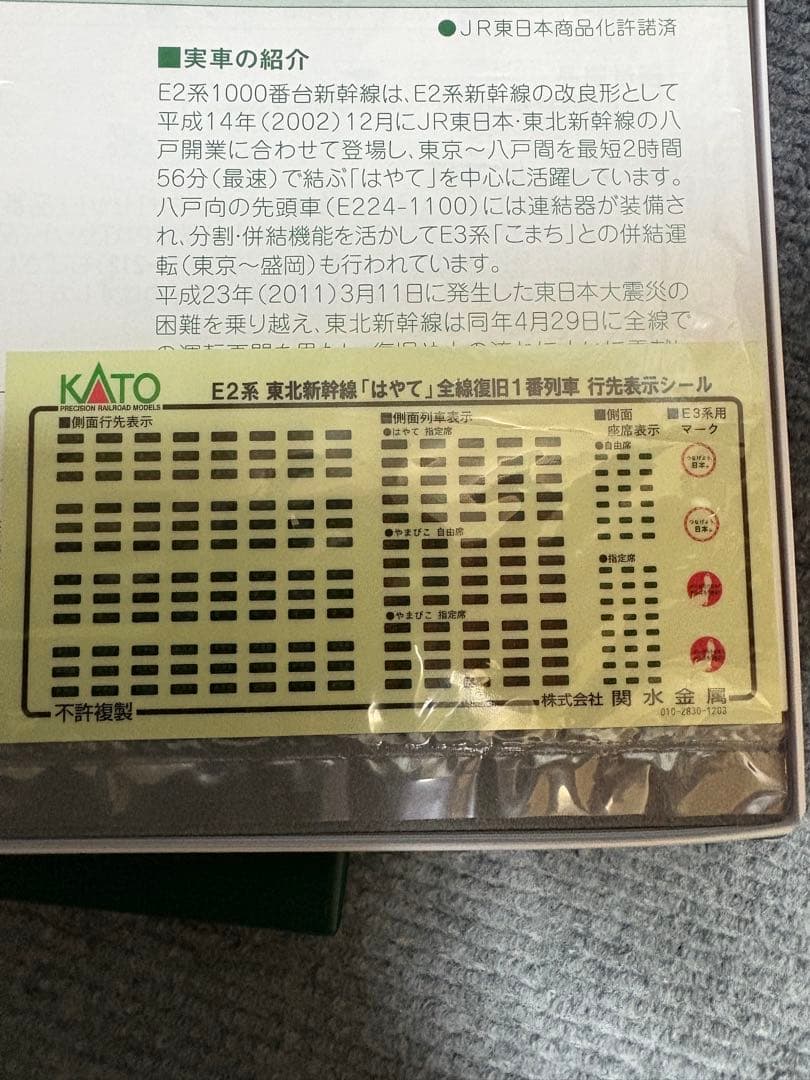 ●JR東日本商品化許諾済
■実車の紹介
E2系1000番台新幹線は、E2系新幹線の改良形として
平成14年(2002)12月にJR東日本・東北新幹線の八
戸開業に合わせて登場し、東京〜八戸間を最短2時間
56分(最速)で結ぶ「はやて」を中心に活躍しています。
八戸向の先頭車(E224-1100)には連結器が装備さ
れ、分割・併結機能を活かしてE3系「こまち」との併結運
転(東京〜盛岡)も行われています。
平成23年(2011)3月11日に発生した東日本大震災の
困難を乗り越え、東北新幹線は同年4月29日に全線で
KATO
PRECISION RAILROAD MODELS
E2系 東北新幹線「はやて」全線復旧1番列車 行先表示シール
■側面行先表示
■側面列車表示
●はやて 指定席
●やまびこ 自由席
●やまびこ 指定席
■側面
座席表示
●自由席
●指定席
■E3系用
マーク
つなげよう
日本。
つなげよう
日本。
不許複製
株式会社 関水金属
010-2830-1203